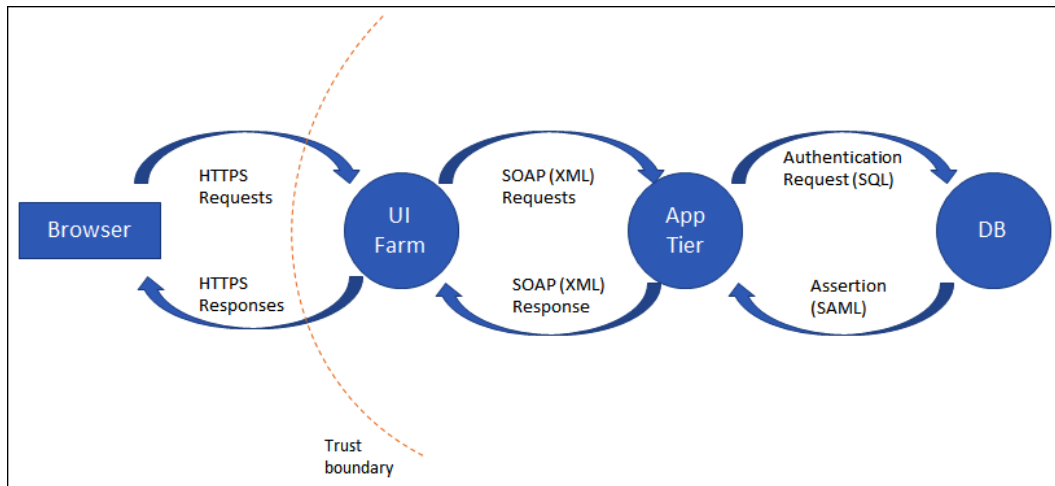 Browser
HTTPS
Requests
HTTPS
Responses
Trust
boundary
UI
Farm
SOAP (XML)
Requests
SOAP (XML)
Response
App
Tier
Authentication
Request (SQL)
Assertion
(SAML)
DB